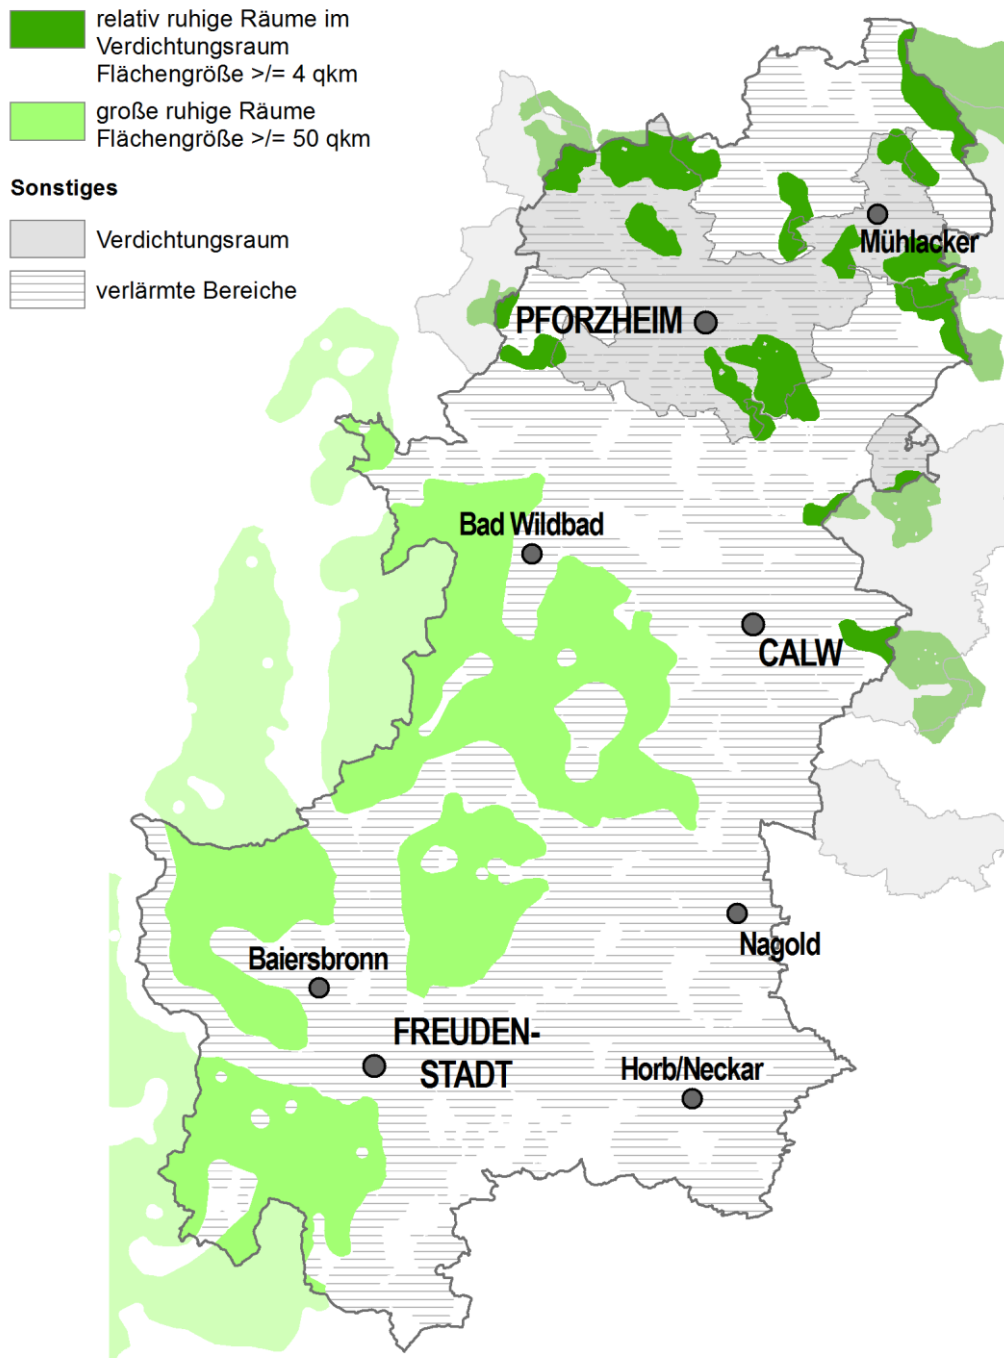 relativ ruhige Räume im
Verdichtungsraum
Flächengröße >/= 4 qkm
große ruhige Räume
Flächengröße >/= 50 qkm
Sonstiges
Verdichtungsraum
verlärmte Bereiche
Mühlacker
PFORZHEIM
Bad Wildbad
CALW
Nagold
Baiersbronn
FREUDEN-
STADT
Horb/Neckar